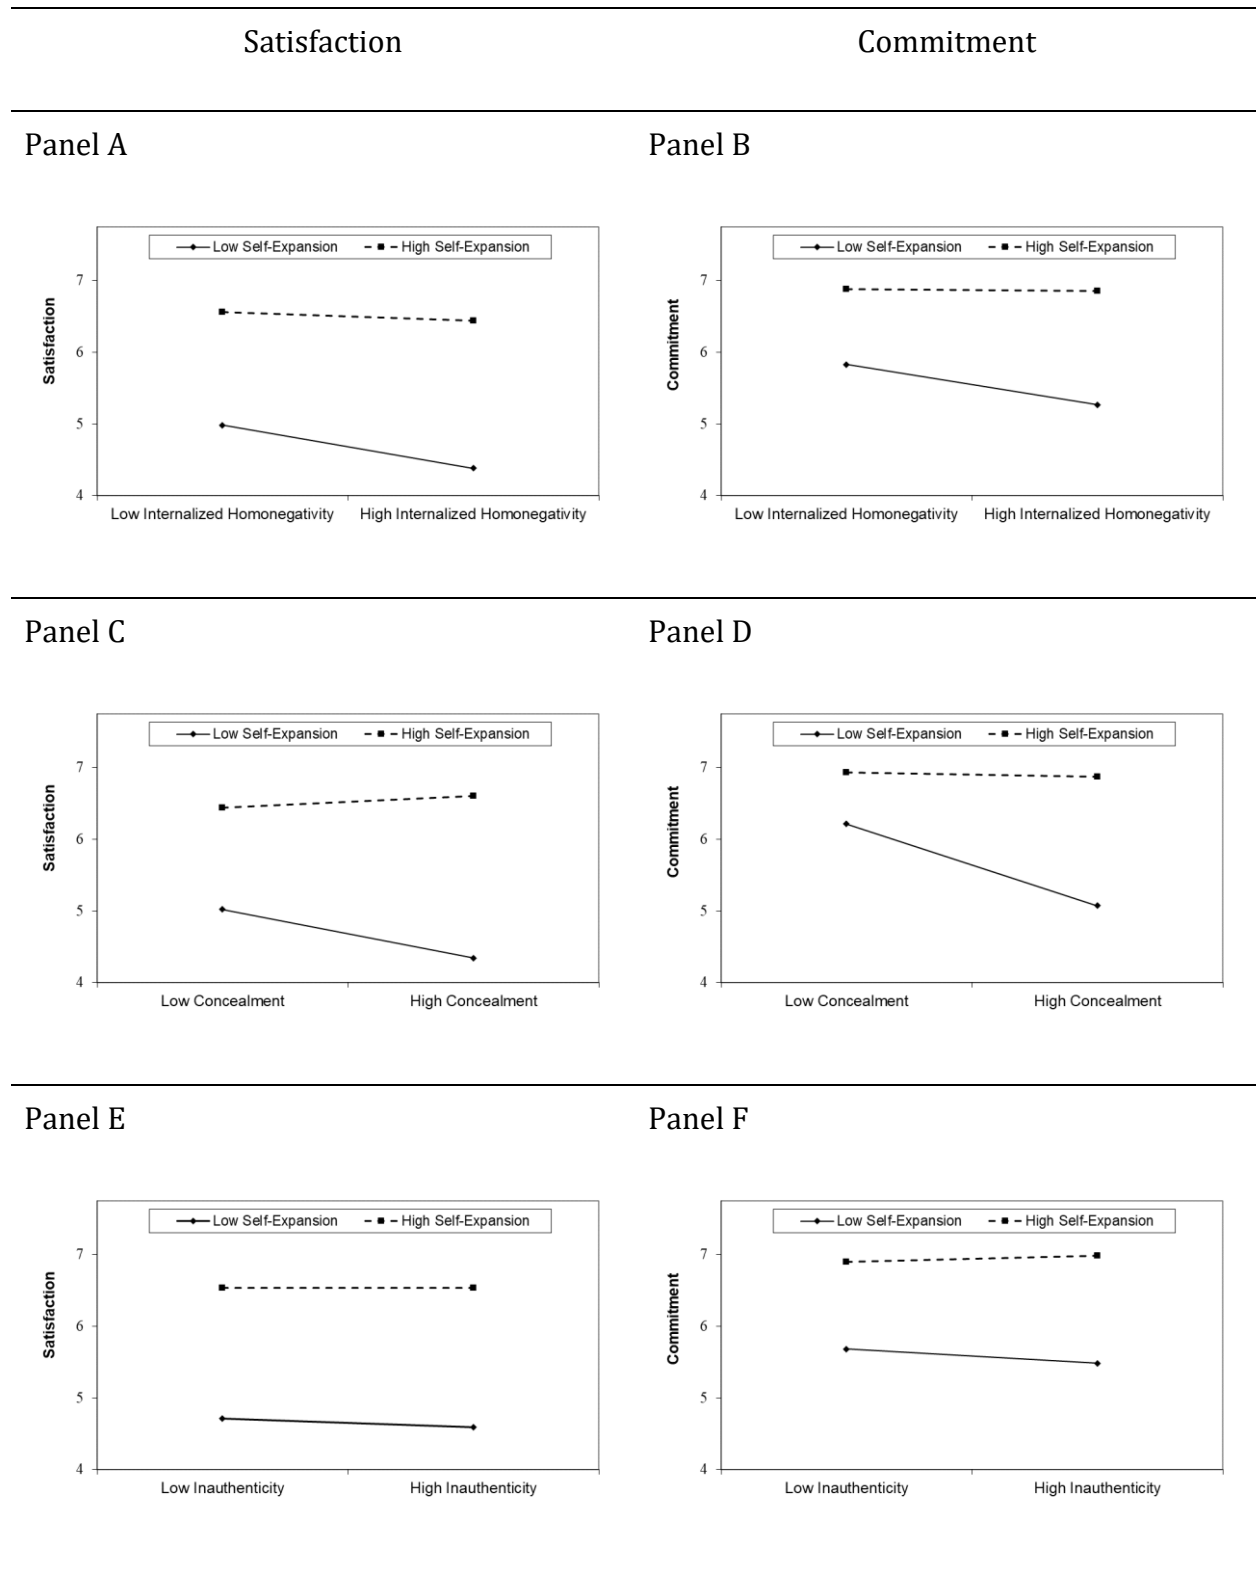 Satisfaction Commitment
Panel A Panel B
Low Self-Expansion High Self-Expansion
7
6
5
4
Satisfaction
Low Internalized Homonegativity High Internalized Homonegativity
Low Self-Expansion High Self-Expansion
7
6
5
4
Commitment
Low Internalized Homonegativity High Internalized Homonegativity
Panel C Panel D
Low Self-Expansion High Self-Expansion
7
6
5
4
Satisfaction
Low Concealment High Concealment
Low Self-Expansion High Self-Expansion
7
6
5
4
Commitment
Low Concealment High Concealment
Panel E Panel F
Low Self-Expansion High Self-Expansion
7
6
5
4
Satisfaction
Low Inauthenticity High Inauthenticity
Low Self-Expansion High Self-Expansion
7
6
5
4
Commitment
Low Inauthenticity High Inauthenticity